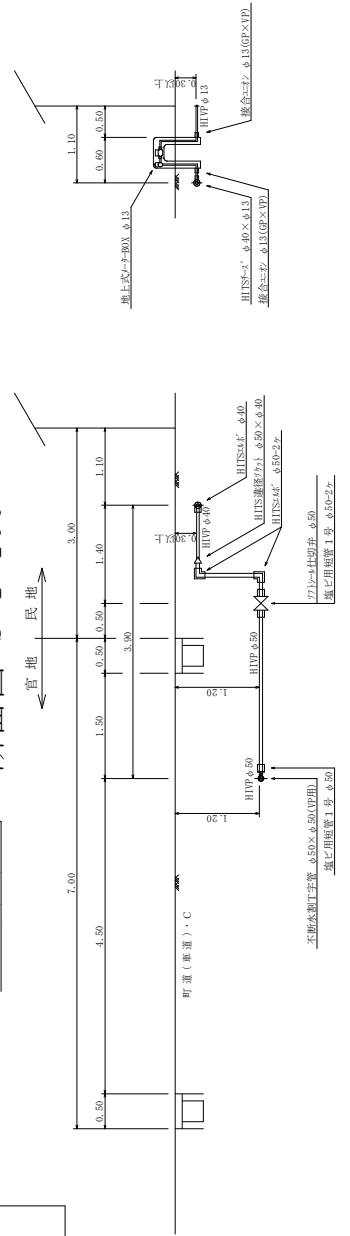 断面図 S=1:100
官 地
民 地
7.00
3.00
0.50
4.50
1.50
0.50
0.50
1.40
1.10
3.90
町 道 ( 車 道 )・C
1.20
1.20
0.30以上
HIVP φ50
HIVP φ50
HIVP φ40
HITSエルボ φ40
HITS違径ソケット φ50×φ40
HITSエルボ φ50-2ヶ
ソフトシール仕切弁 φ50
塩ビ用短管1号 φ50-2ヶ
不断水割T字管 φ50×φ50(VP用)
塩ビ用短管1号 φ50
1.10
0.60
0.50
地上式メーターBOX φ13
0.30以上
HIVP φ13
接合ユニオン φ13(GP×VP)
HITSチーズ φ40×φ13
接合ユニオン φ13(GP×VP)